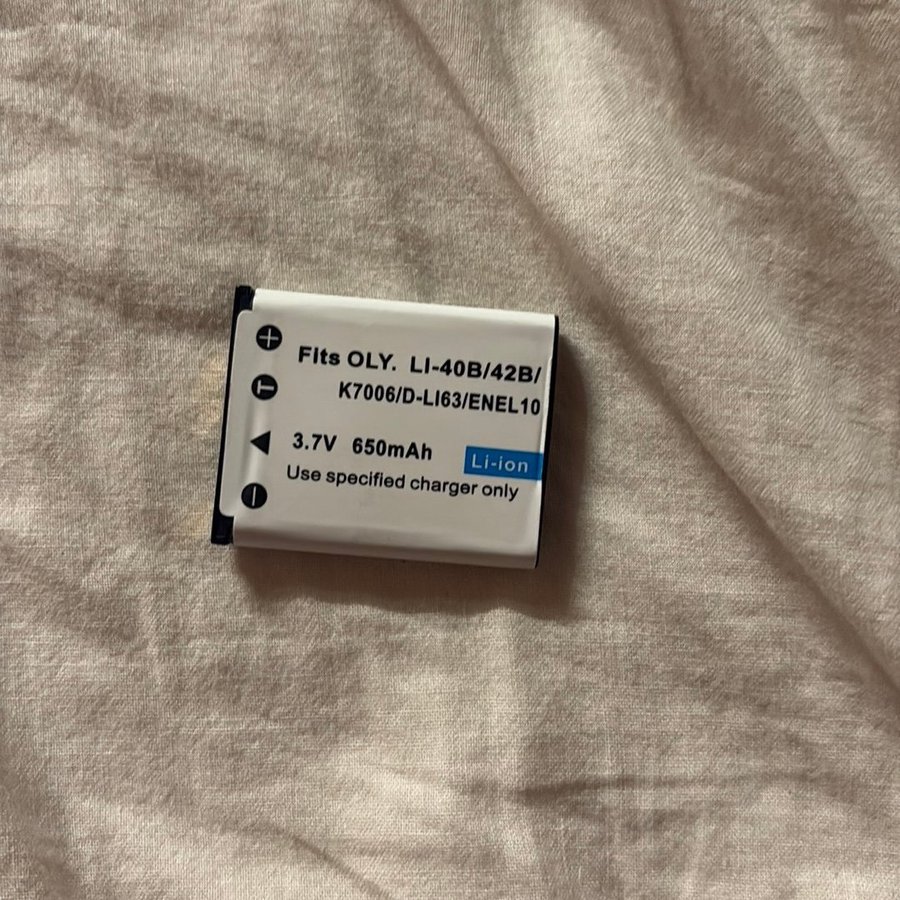 Fits OLY. LI-40B/42B/
K7006/D-LI63/ENEL10
+
T
3.7V 650mAh
Li-ion
Use specified charger only
−